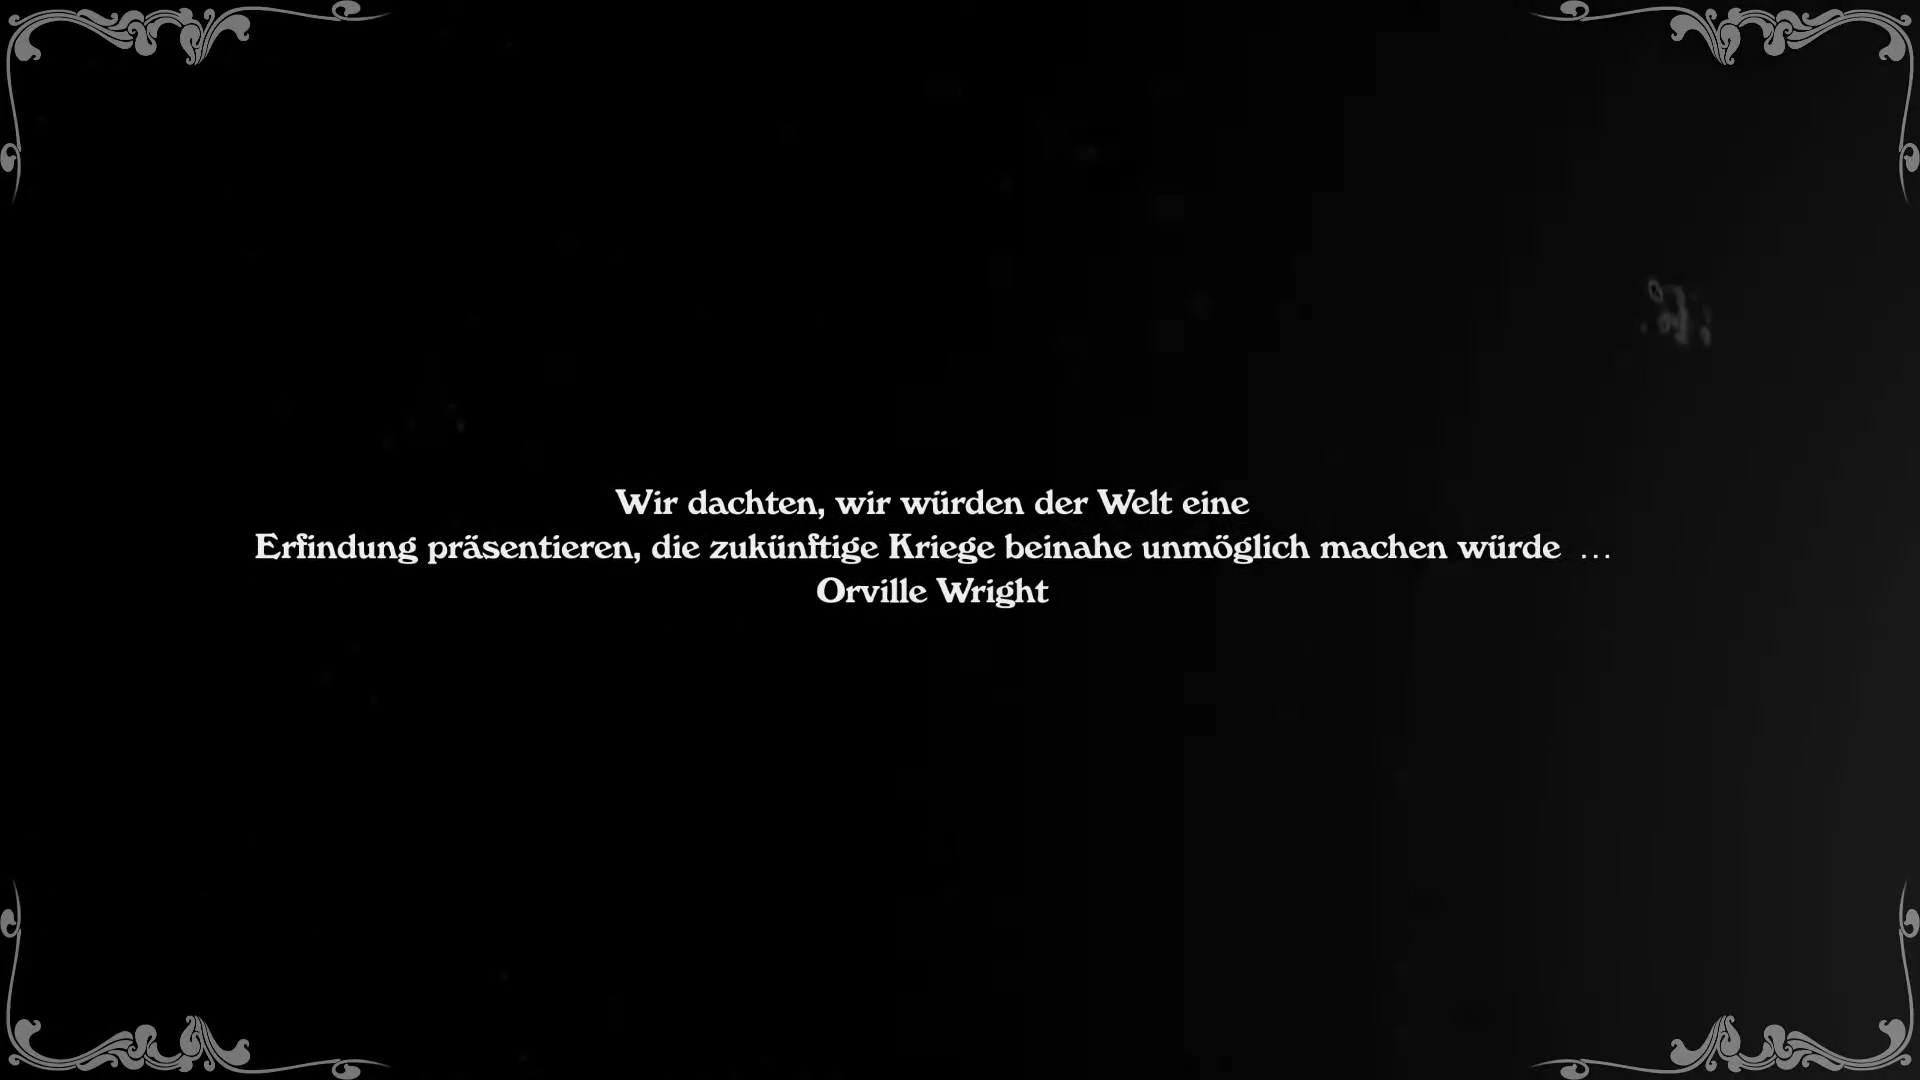 Wir dachten, wir würden der Welt eine
Erfindung präsentieren, die zukünftige Kriege beinahe unmöglich machen würde …
Orville Wright